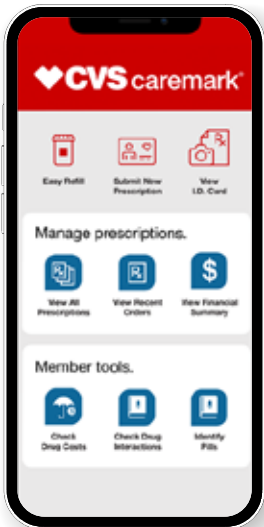 CVS caremark®
Easy Refill
Submit New
Prescription
View
I.D. Card
Manage prescriptions.
View All
Prescriptions
View Recent
Orders
View Financial
Summary
Member tools.
Check
Drug Costs
Check Drug
Interactions
Identify
Pills